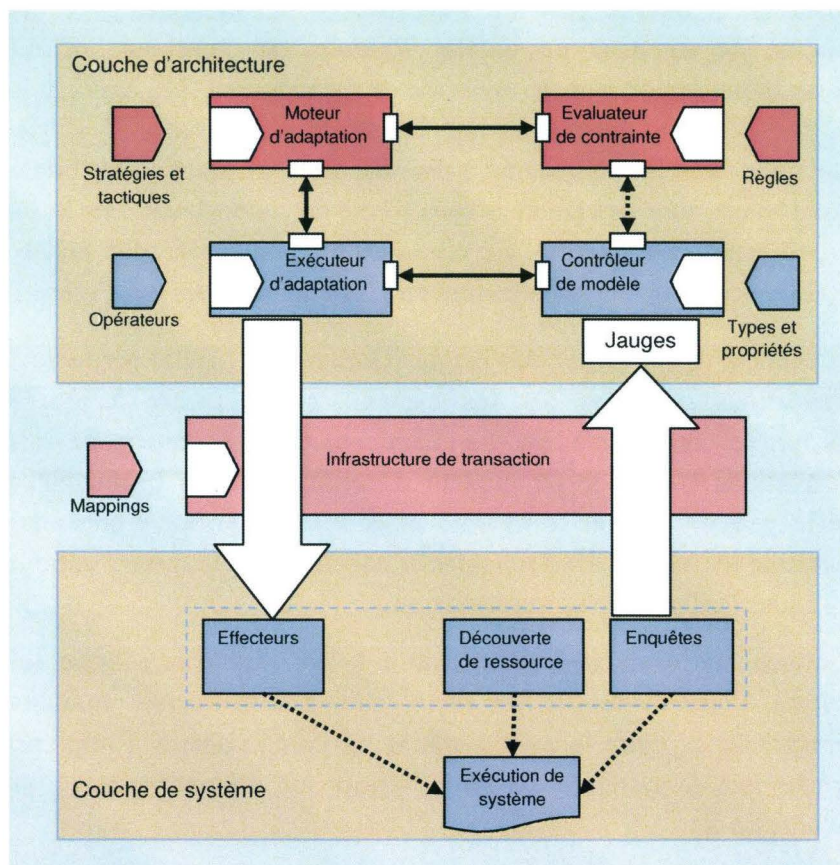 Couche d'architecture
Moteur
d'adaptation
Evaluateur
de contrainte
Stratégies et
tactiques
Règles
Exécuteur
d'adaptation
Contrôleur
de modèle
Opérateurs
Jauges
Types et
propriétés
Infrastructure de transaction
Mappings
Effecteurs
Découverte
de ressource
Enquêtes
Exécution de
système
Couche de système